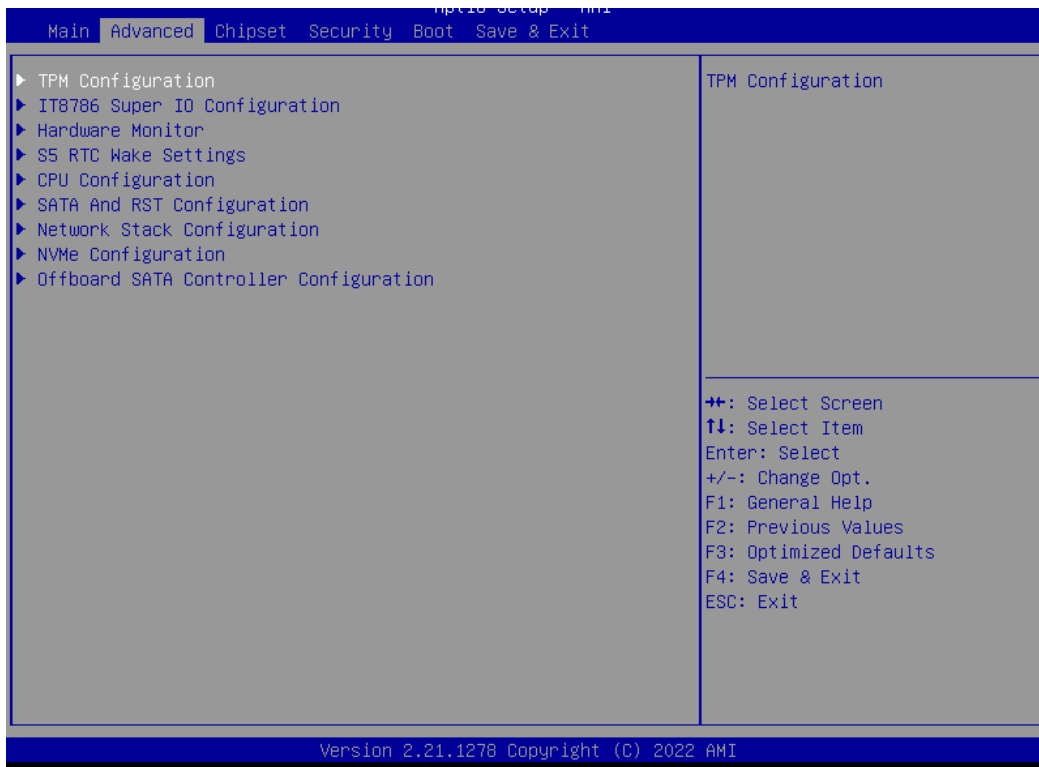 Aptio Setup - AMI
Main Advanced Chipset Security Boot Save & Exit
TPM Configuration
IT8786 Super IO Configuration
Hardware Monitor
S5 RTC Wake Settings
CPU Configuration
SATA And RST Configuration
Network Stack Configuration
NVMe Configuration
Offboard SATA Controller Configuration
TPM Configuration
→←: Select Screen
↑↓: Select Item
Enter: Select
+/-: Change Opt.
F1: General Help
F2: Previous Values
F3: Optimized Defaults
F4: Save & Exit
ESC: Exit
Version 2.21.1278 Copyright (C) 2022 AMI